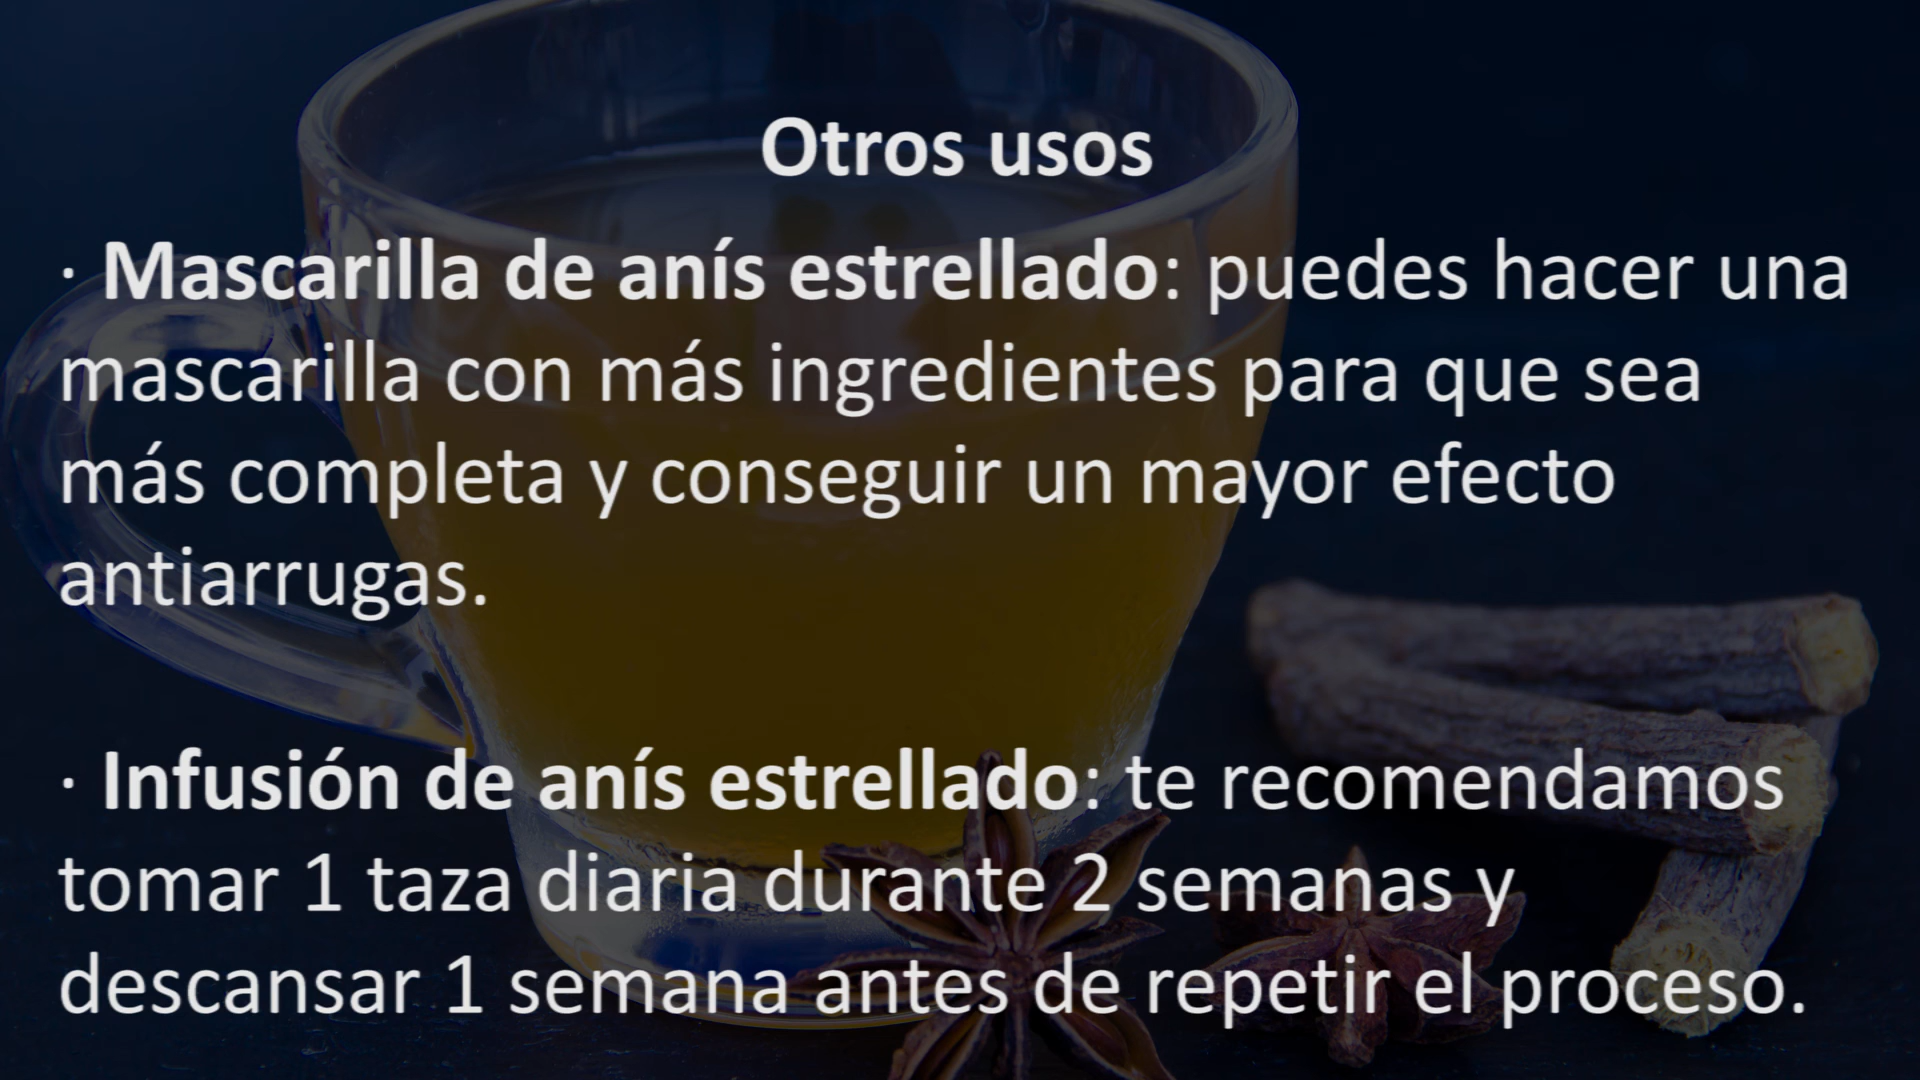 Otros usos
· Mascarilla de anís estrellado: puedes hacer una
mascarilla con más ingredientes para que sea
más completa y conseguir un mayor efecto
antiarrugas.
· Infusión de anís estrellado: te recomendamos
tomar 1 taza diaria durante 2 semanas y
descansar 1 semana antes de repetir el proceso.